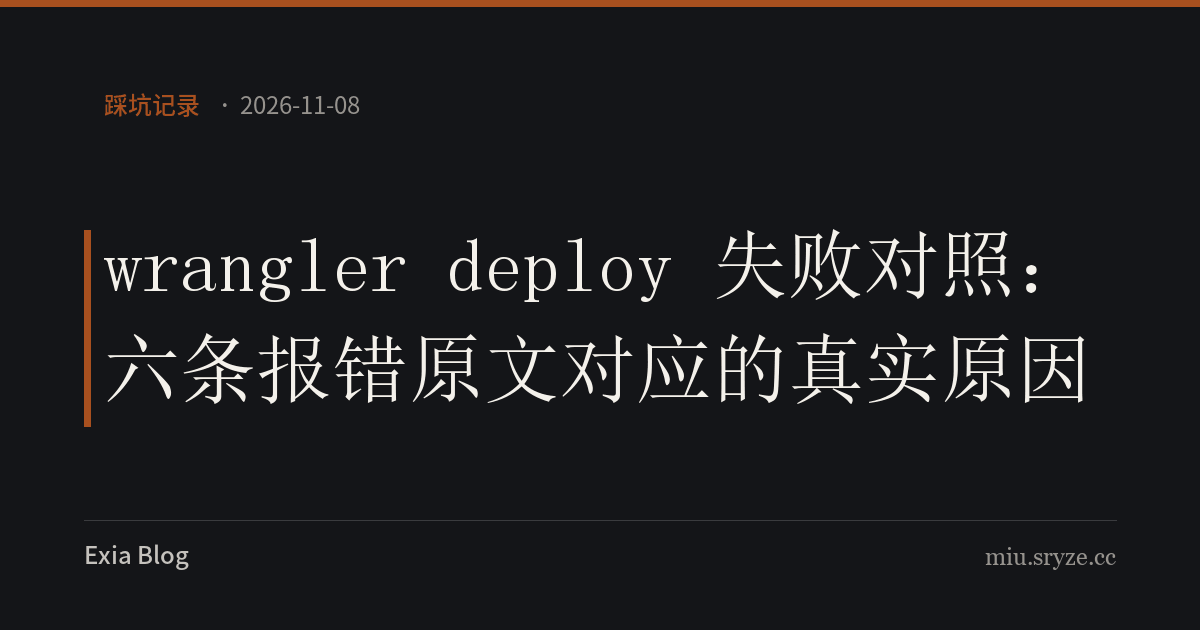 踩坑记录 · 2026-11-08
wrangler deploy 失败对照：
六条报错原文对应的真实原因
Exia Blog
miu.sryze.cc